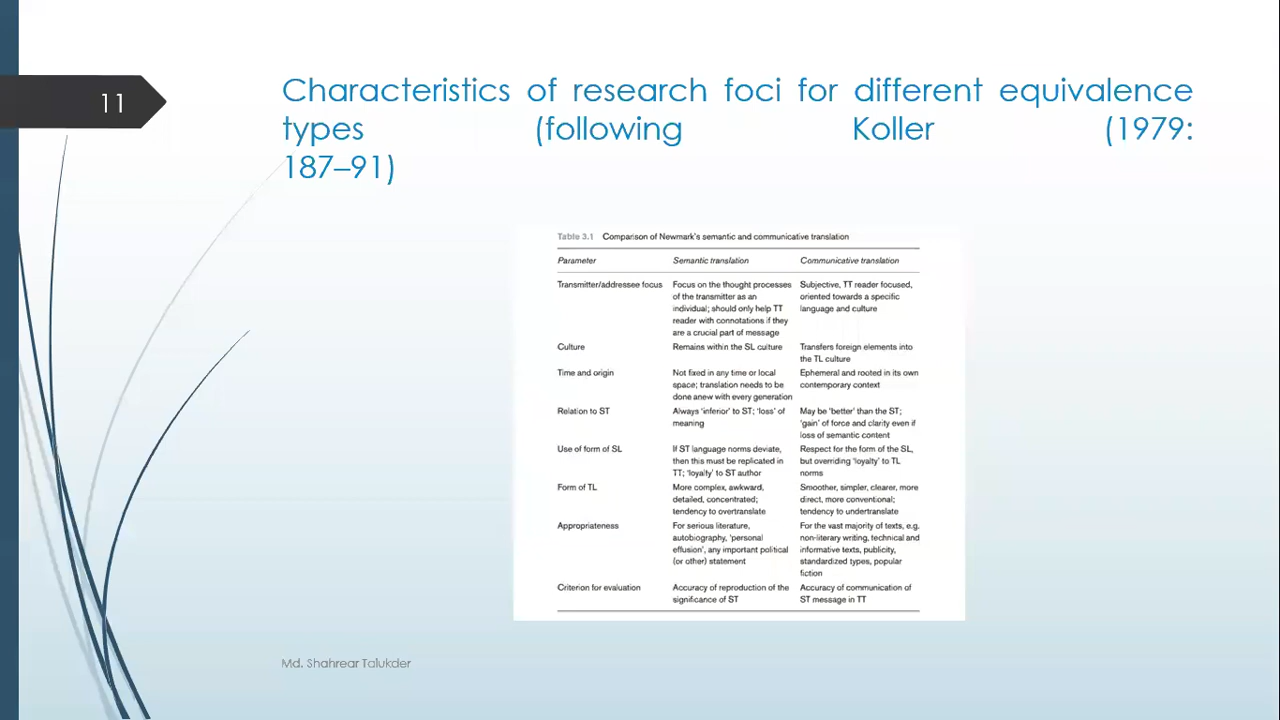 11
Characteristics of research foci for different equivalence
types (following Koller (1979:
187–91)
Table 3.1 Comparison of Newmark's semantic and communicative translation
Parameter Semantic translation Communicative translation
Transmitter/addressee focus Focus on the thought processes Subjective, TT reader focused,
of the transmitter as an oriented towards a specific
individual; should only help TT language and culture
reader with connotations if they
are a crucial part of message
Culture Remains within the SL culture Transfers foreign elements into
the TL culture
Time and origin Not fixed in any time or local Ephemeral and rooted in its own
space; translation needs to be contemporary context
done anew with every generation
Relation to ST Always 'inferior' to ST; 'loss' of May be 'better' than the ST;
meaning 'gain' of force and clarity even if
loss of semantic content
Use of form of SL If ST language norms deviate, Respect for the form of the SL,
then this must be replicated in but overriding 'loyalty' to TL
TT; 'loyalty' to ST author norms
Form of TL More complex, awkward, Smoother, simpler, clearer, more
detailed, concentrated; direct, more conventional;
tendency to overtranslate tendency to undertranslate
Appropriateness For serious literature, For the vast majority of texts, e.g.
autobiography, 'personal non-literary writing, technical and
effusion', any important political informative texts, publicity,
(or other) statement standardized types, popular
fiction
Criterion for evaluation Accuracy of reproduction of the Accuracy of communication of
significance of ST ST message in TT
Md. Shahrear Talukder